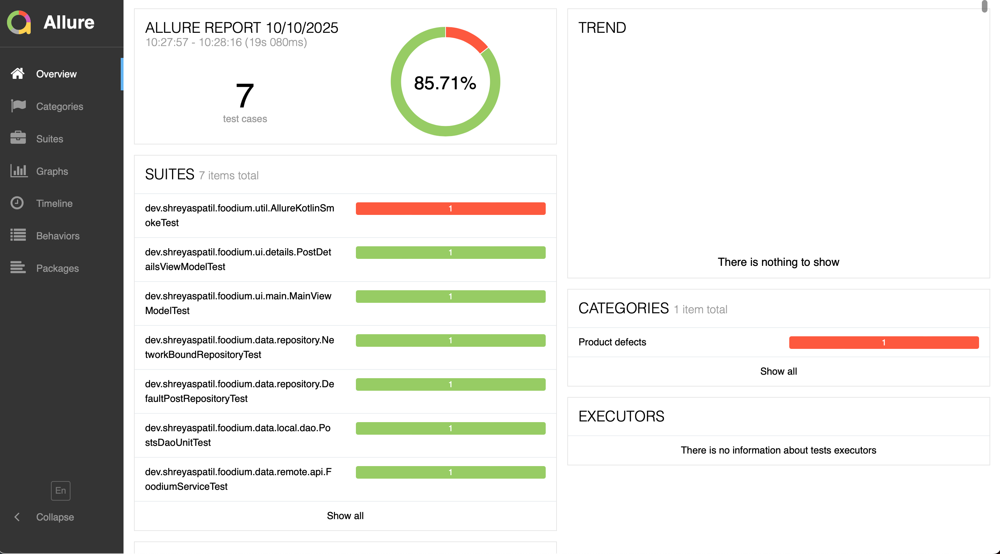 Allure
Overview
Categories
Suites
Graphs
Timeline
Behaviors
Packages
En
Collapse
ALLURE REPORT 10/10/2025
10:27:57 - 10:28:16 (19s 080ms)
7
test cases
85.71%
SUITES 7 items total
dev.shreyaspatil.foodium.util.AllureKotlinSm
okeTest
1
dev.shreyaspatil.foodium.ui.details.PostDet
ailsViewModelTest
1
dev.shreyaspatil.foodium.ui.main.MainView
ModelTest
1
dev.shreyaspatil.foodium.data.repository.Ne
tworkBoundRepositoryTest
1
dev.shreyaspatil.foodium.data.repository.De
faultPostRepositoryTest
1
dev.shreyaspatil.foodium.data.local.dao.Po
stsDaoUnitTest
1
dev.shreyaspatil.foodium.data.remote.api.F
oodiumServiceTest
1
Show all
TREND
There is nothing to show
CATEGORIES 1 item total
Product defects
1
Show all
EXECUTORS
There is no information about tests executors